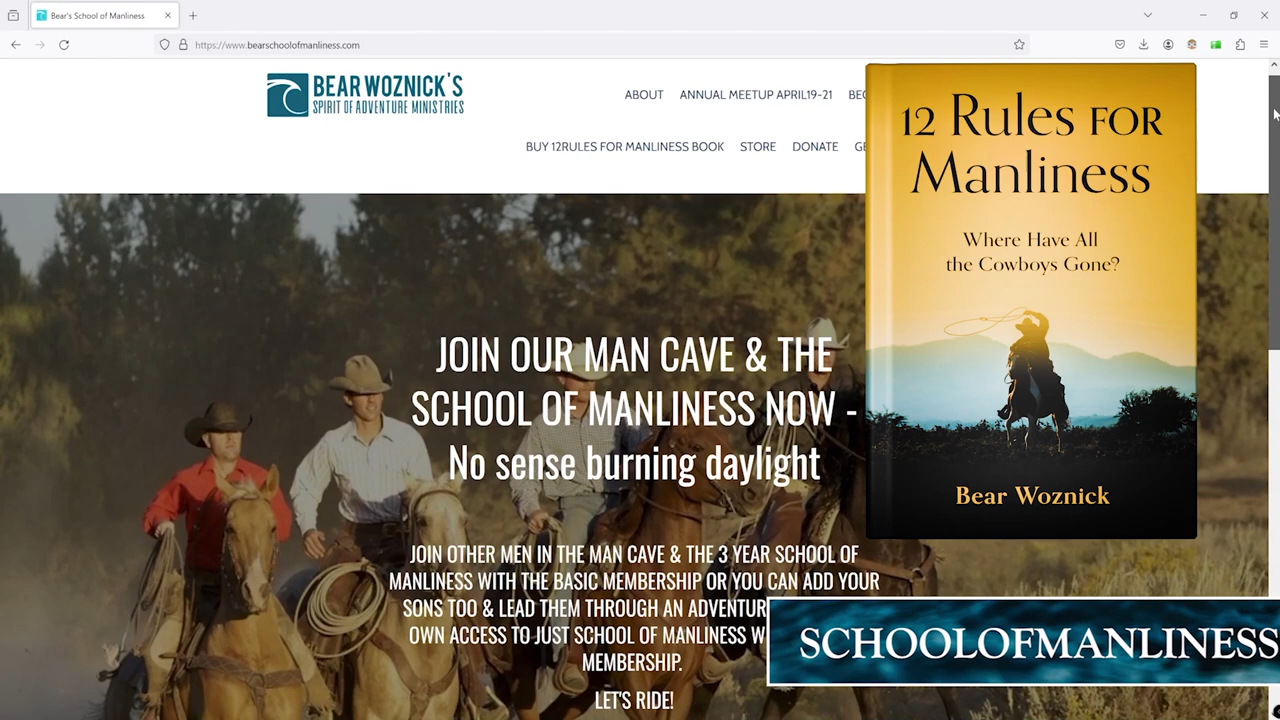 Bear's School of Manliness
https://www.bearschoolofmanliness.com
BEAR WOZNICK'S
SPIRIT OF ADVENTURE MINISTRIES
ABOUT
ANNUAL MEETUP APRIL19-21
BUY 12RULES FOR MANLINESS BOOK
STORE
DONATE
12 Rules for
Manliness
Where Have All
the Cowboys Gone?
Bear Woznick
JOIN OUR MAN CAVE & THE
SCHOOL OF MANLINESS NOW -
No sense burning daylight
JOIN OTHER MEN IN THE MAN CAVE & THE 3 YEAR SCHOOL OF
MANLINESS WITH THE BASIC MEMBERSHIP OR YOU CAN ADD YOUR
SONS TOO & LEAD THEM THROUGH AN
OWN ACCESS TO JUST SCHOOL OF MANLINESS
MEMBERSHIP.
LET'S RIDE!
SCHOOLOFMANLINESS